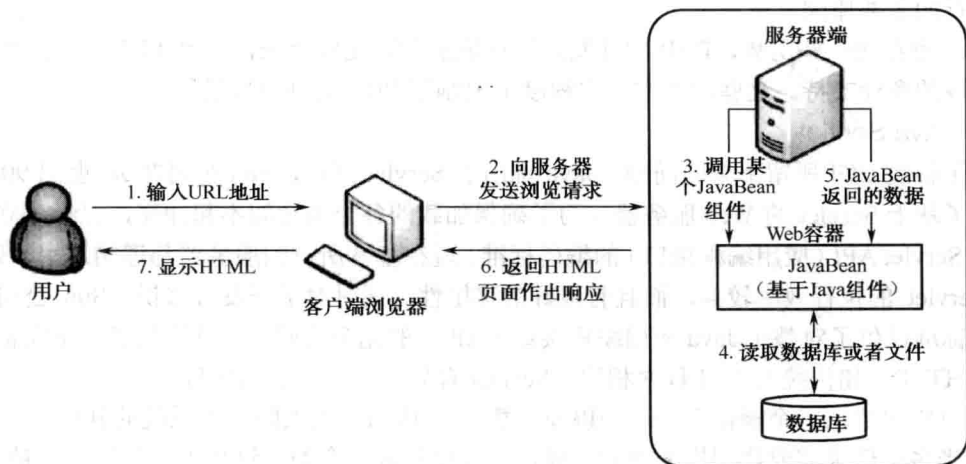 服务器端
1. 输入URL地址
2. 向服务器
发送浏览请求
3. 调用某
个JavaBean
组件
5. JavaBean
返回的数据
Web容器
JavaBean
（基于Java组件）
7. 显示HTML
6. 返回HTML
页面作出响应
用户
客户端浏览器
4. 读取数据库或者文件
数据库